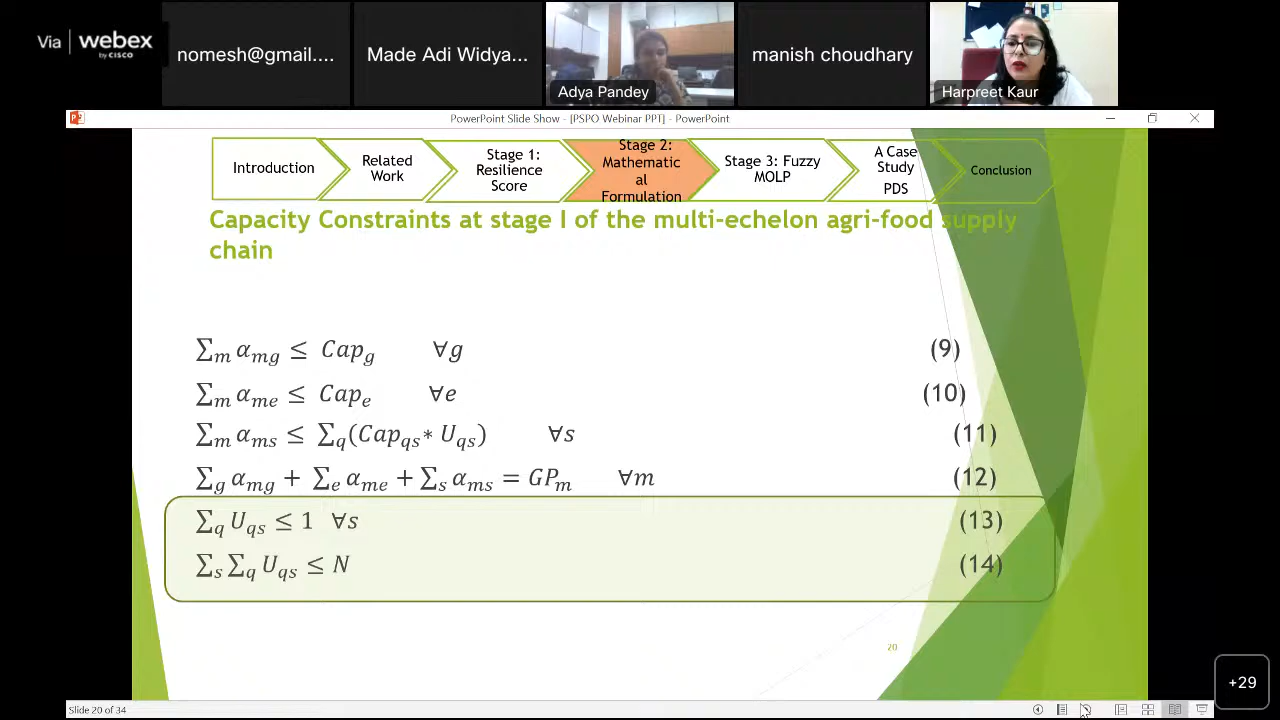 Via webex
by CISCO
nomesh@gmail...
Made Adi Widya...
Adya Pandey
manish choudhary
Harpreet Kaur
PowerPoint Slide Show - [PSPO Webinar PPT] - PowerPoint
Introduction
Related
Work
Stage 1:
Resilience
Score
Stage 2:
Mathematic
al
Formulation
Stage 3: Fuzzy
MOLP
A Case
Study
PDS
Conclusion
Capacity Constraints at stage I of the multi-echelon agri-food supply
chain
∑m αmg ≤ Capg ∀g (9)
∑m αme ≤ Cape ∀e (10)
∑m αms ≤ ∑q(Capqs* Uqs) ∀s (11)
∑g αmg + ∑e αme + ∑s αms = GPm ∀m (12)
∑q Uqs ≤ 1 ∀s (13)
∑s ∑q Uqs ≤ N (14)
20
+29
Slide 20 of 34